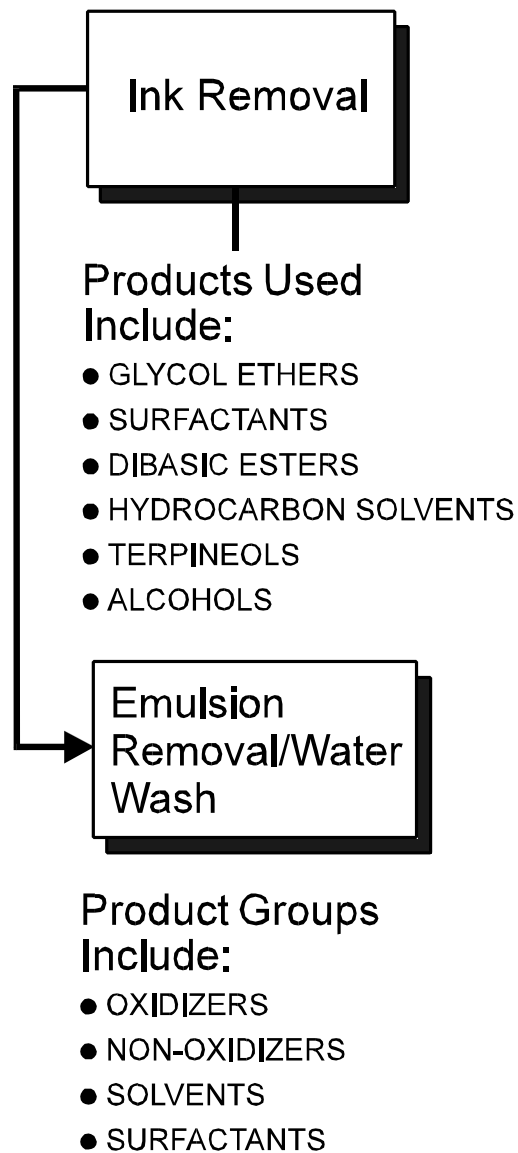 Ink Removal
Products Used
Include:
● GLYCOL ETHERS
● SURFACTANTS
● DIBASIC ESTERS
● HYDROCARBON SOLVENTS
● TERPINEOLS
● ALCOHOLS
Emulsion
Removal/Water
Wash
Product Groups
Include:
● OXIDIZERS
● NON-OXIDIZERS
● SOLVENTS
● SURFACTANTS